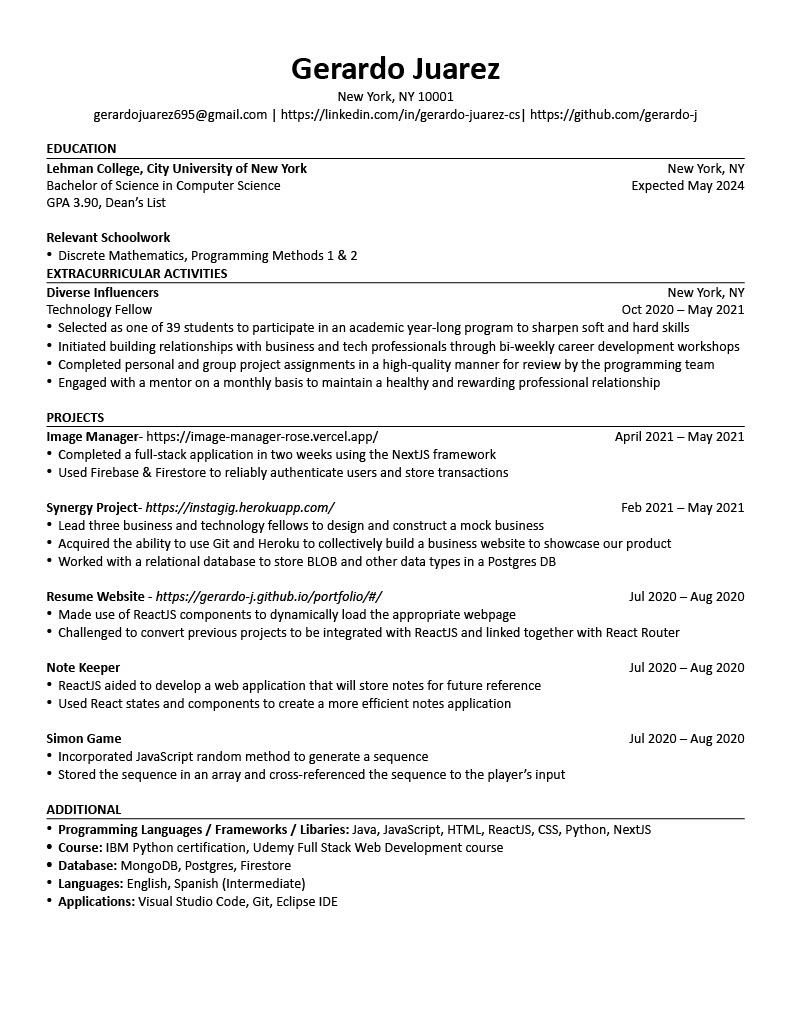 Gerardo Juarez
New York, NY 10001
gerardojuarez695@gmail.com | https://linkedin.com/in/gerardo-juarez-cs| https://github.com/gerardo-j
EDUCATION
Lehman College, City University of New York New York, NY
Bachelor of Science in Computer Science Expected May 2024
GPA 3.90, Dean’s List
Relevant Schoolwork
• Discrete Mathematics, Programming Methods 1 & 2
EXTRACURRICULAR ACTIVITIES
Diverse Influencers New York, NY
Technology Fellow Oct 2020 – May 2021
• Selected as one of 39 students to participate in an academic year-long program to sharpen soft and hard skills
• Initiated building relationships with business and tech professionals through bi-weekly career development workshops
• Completed personal and group project assignments in a high-quality manner for review by the programming team
• Engaged with a mentor on a monthly basis to maintain a healthy and rewarding professional relationship
PROJECTS
Image Manager- https://image-manager-rose.vercel.app/ April 2021 – May 2021
• Completed a full-stack application in two weeks using the NextJS framework
• Used Firebase & Firestore to reliably authenticate users and store transactions
Synergy Project- https://instagig.herokuapp.com/ Feb 2021 – May 2021
• Lead three business and technology fellows to design and construct a mock business
• Acquired the ability to use Git and Heroku to collectively build a business website to showcase our product
• Worked with a relational database to store BLOB and other data types in a Postgres DB
Resume Website - https://gerardo-j.github.io/portfolio/#/ Jul 2020 – Aug 2020
• Made use of ReactJS components to dynamically load the appropriate webpage
• Challenged to convert previous projects to be integrated with ReactJS and linked together with React Router
Note Keeper Jul 2020 – Aug 2020
• ReactJS aided to develop a web application that will store notes for future reference
• Used React states and components to create a more efficient notes application
Simon Game Jul 2020 – Aug 2020
• Incorporated JavaScript random method to generate a sequence
• Stored the sequence in an array and cross-referenced the sequence to the player’s input
ADDITIONAL
• Programming Languages / Frameworks / Libaries: Java, JavaScript, HTML, ReactJS, CSS, Python, NextJS
• Course: IBM Python certification, Udemy Full Stack Web Development course
• Database: MongoDB, Postgres, Firestore
• Languages: English, Spanish (Intermediate)
• Applications: Visual Studio Code, Git, Eclipse IDE